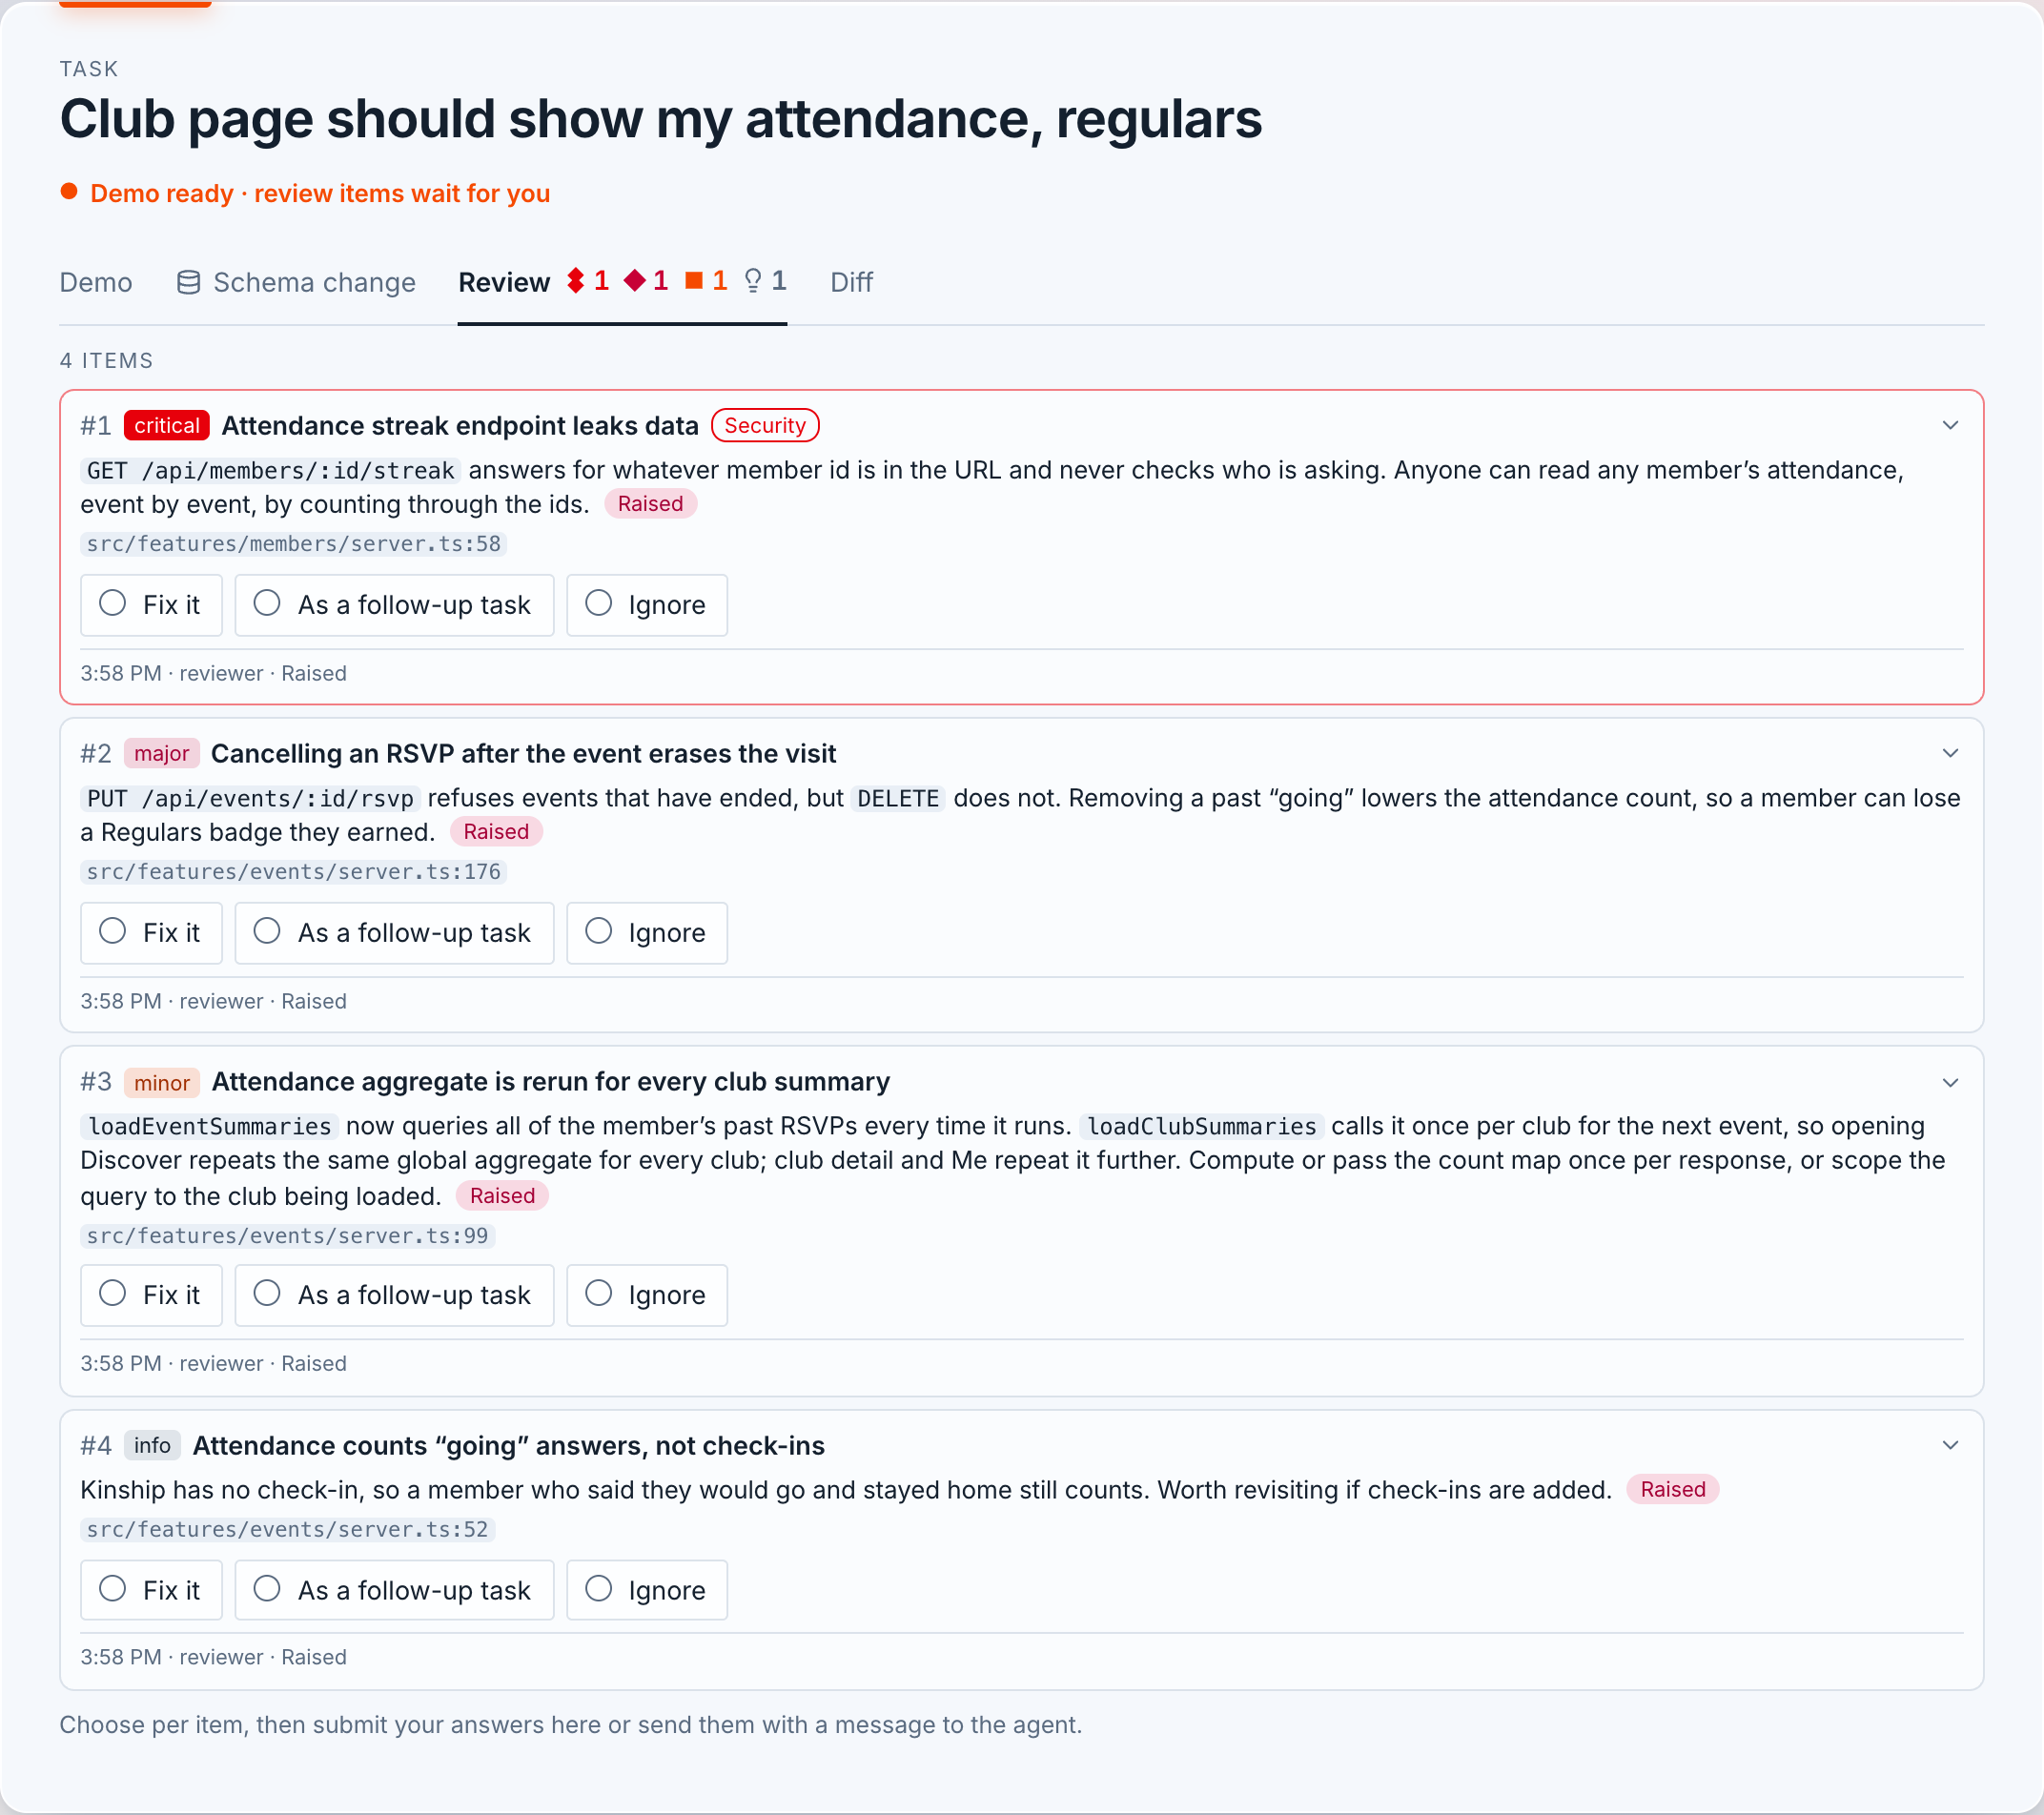 TASK
Club page should show my attendance, regulars
Demo ready · review items wait for you
Demo Schema change Review 1 1 1 1 Diff
4 ITEMS
#1 critical Attendance streak endpoint leaks data Security
GET /api/members/:id/streak answers for whatever member id is in the URL and never checks who is asking. Anyone can read any member’s attendance,
event by event, by counting through the ids. Raised
src/features/members/server.ts:58
Fix it As a follow-up task Ignore
3:58 PM · reviewer · Raised
#2 major Cancelling an RSVP after the event erases the visit
PUT /api/events/:id/rsvp refuses events that have ended, but DELETE does not. Removing a past “going” lowers the attendance count, so a member can lose
a Regulars badge they earned. Raised
src/features/events/server.ts:176
Fix it As a follow-up task Ignore
3:58 PM · reviewer · Raised
#3 minor Attendance aggregate is rerun for every club summary
loadEventSummaries now queries all of the member’s past RSVPs every time it runs. loadClubSummaries calls it once per club for the next event, so opening
Discover repeats the same global aggregate for every club; club detail and Me repeat it further. Compute or pass the count map once per response, or scope the
query to the club being loaded. Raised
src/features/events/server.ts:99
Fix it As a follow-up task Ignore
3:58 PM · reviewer · Raised
#4 info Attendance counts “going” answers, not check-ins
Kinship has no check-in, so a member who said they would go and stayed home still counts. Worth revisiting if check-ins are added. Raised
src/features/events/server.ts:52
Fix it As a follow-up task Ignore
3:58 PM · reviewer · Raised
Choose per item, then submit your answers here or send them with a message to the agent.